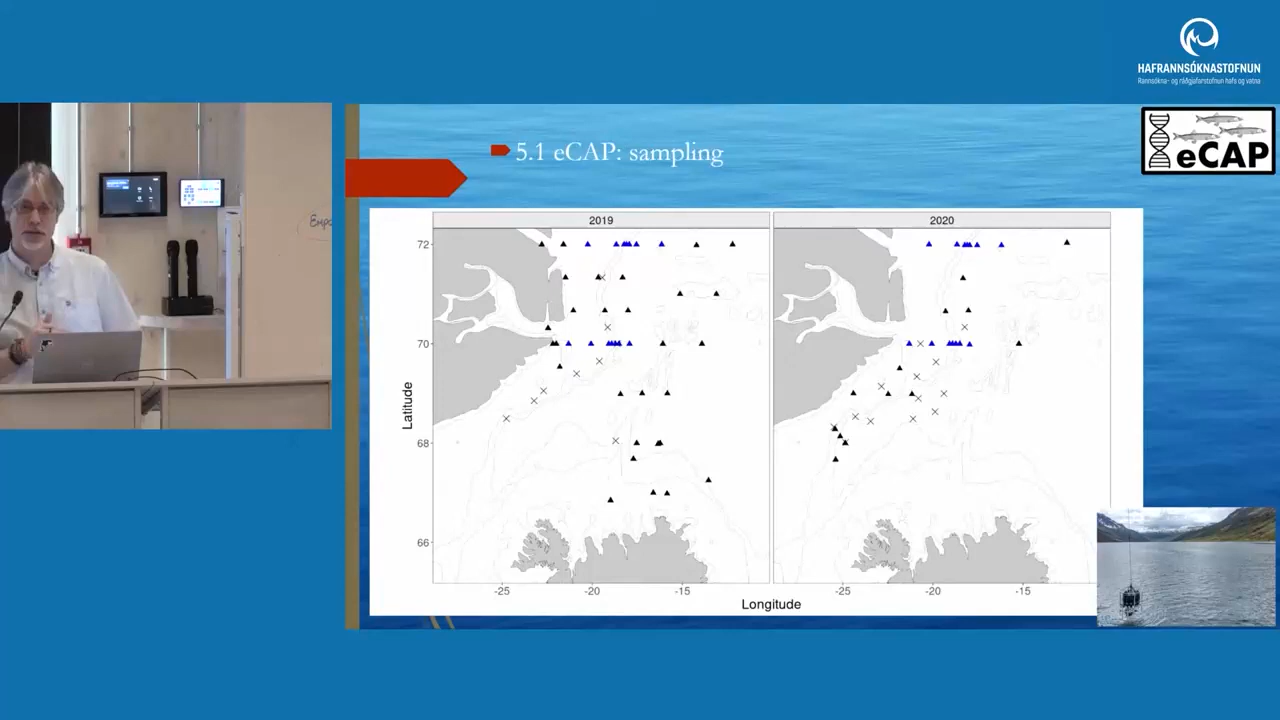 HAFRANNSÓKNASTOFNUN
Rannsókna- og ráðgjafarstofnun hafs og vatna
eCAP
5.1 eCAP: sampling
2019
2020
72
70
68
66
Latitude
-25
-20
-15
-25
-20
-15
Longitude